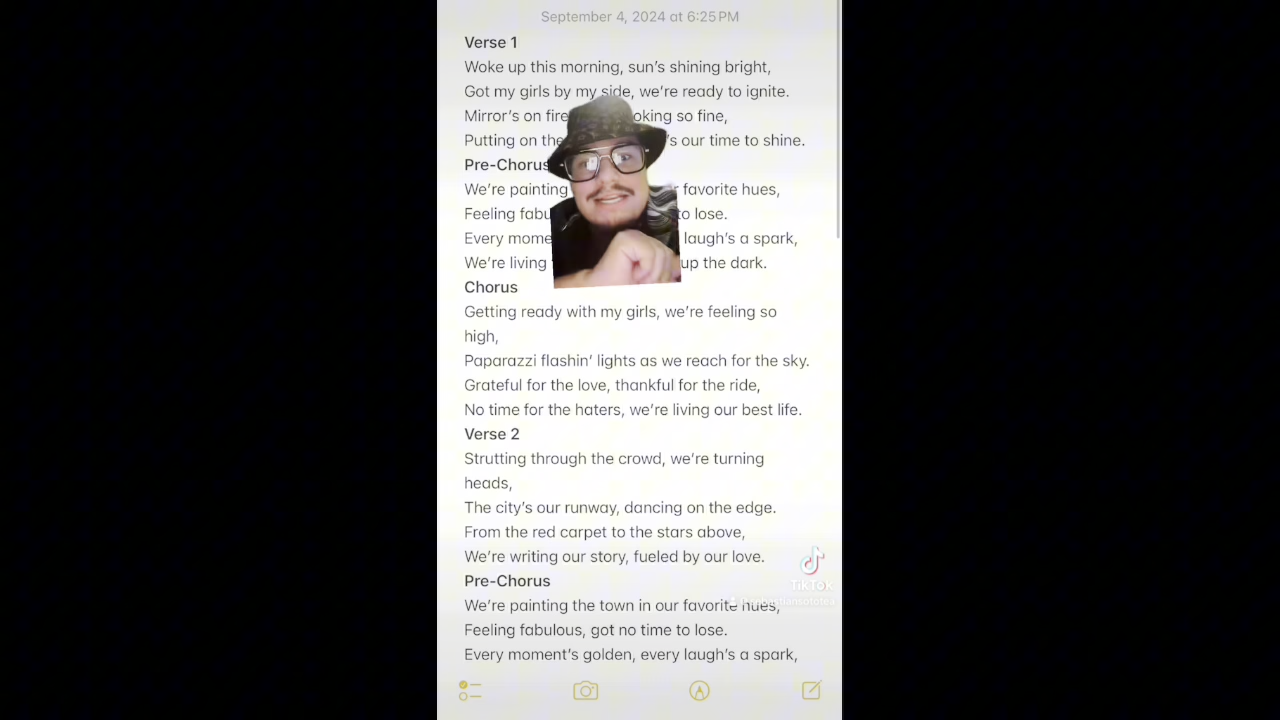 September 4, 2024 at 6:25 PM
Verse 1
Woke up this morning, sun's shining bright,
Got my girls by my side, we're ready to ignite.
Mirror's on fire so fine,
Putting on the our time to shine.
Pre-Chorus
We're painting favorite hues,
Feeling to lose.
Every laugh's a spark,
We're living up the dark.
Chorus
Getting ready with my girls, we're feeling so
high,
Paparazzi flashin' lights as we reach for the sky.
Grateful for the love, thankful for the ride,
No time for the haters, we're living our best life.
Verse 2
Strutting through the crowd, we're turning
heads,
The city's our runway, dancing on the edge.
From the red carpet to the stars above,
We're writing our story, fueled by our love.
TikTok
Pre-Chorus
We're painting the town in our favorite hues,
Feeling fabulous, got no time to lose.
Every moment's golden, every laugh's a spark,